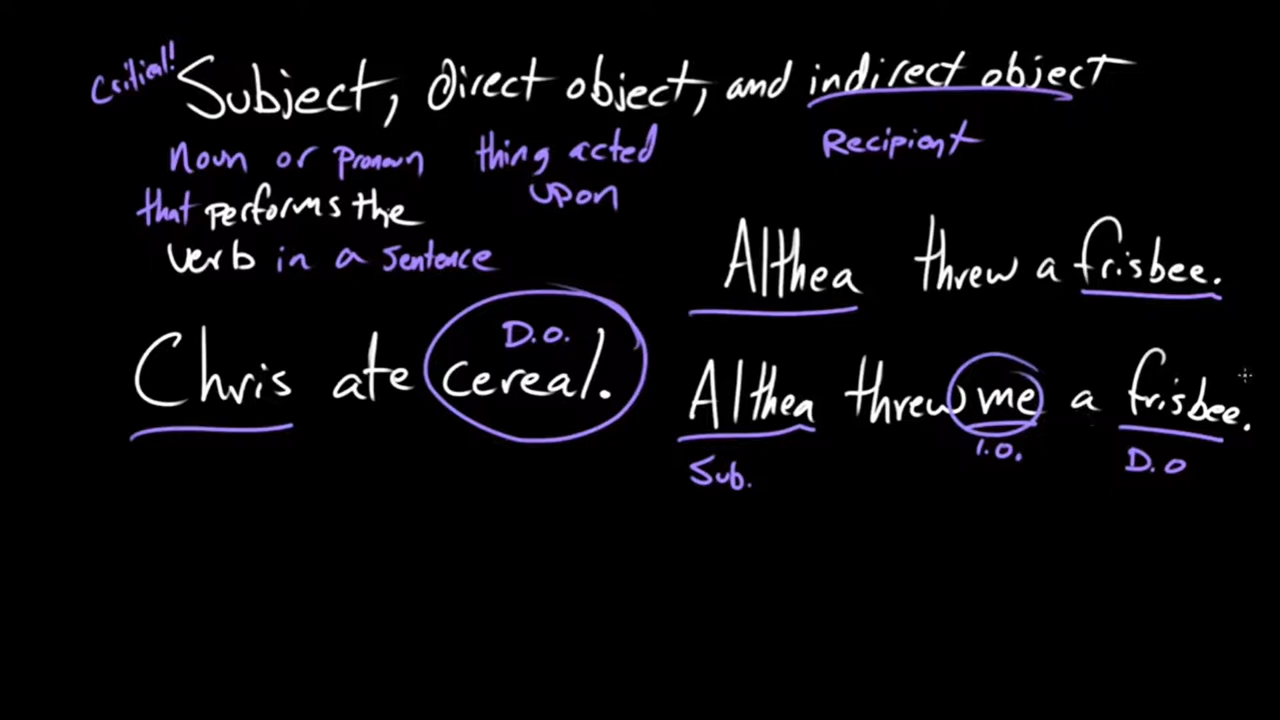 Critial!
Subject, direct object, and indirect object
noun or pronoun
that performs the
verb in a sentence
thing acted
upon
Recipient
Althea threw a frisbee.
Chris ate cereal.
D.O.
Althea threw me a frisbee.
Sub.
I.O.
D.O